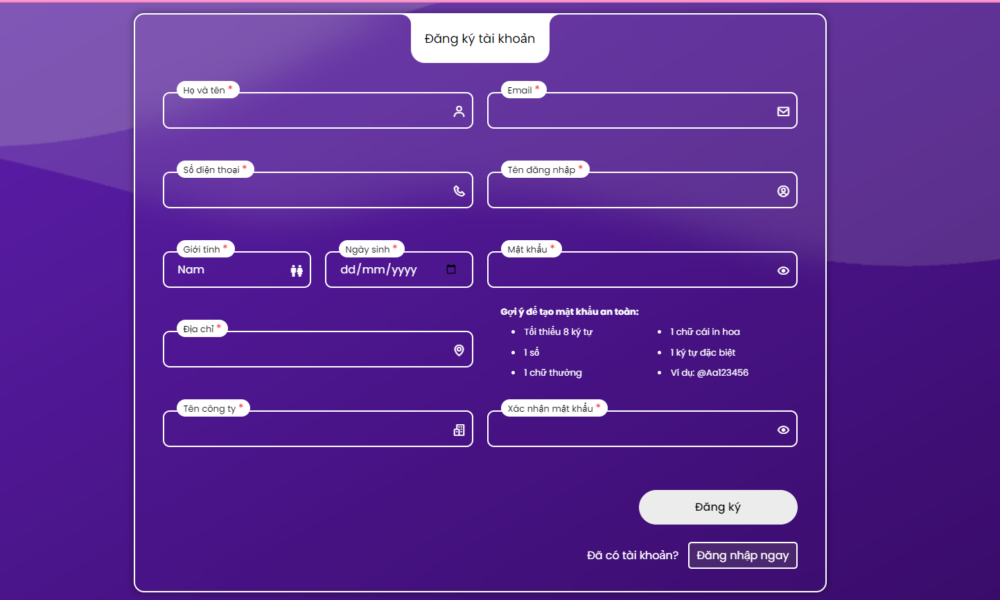 Đăng ký tài khoản
Họ và tên *
Email *
Số điện thoại *
Tên đăng nhập *
Giới tính *
Nam
Ngày sinh *
dd/mm/yyyy
Mật khẩu *
Gợi ý để tạo mật khẩu an toàn:
• Tối thiểu 8 ký tự
• 1 số
• 1 chữ thường
• 1 chữ cái in hoa
• 1 ký tự đặc biệt
• Ví dụ: @Aa123456
Địa chỉ *
Tên công ty *
Xác nhận mật khẩu *
Đăng ký
Đã có tài khoản? Đăng nhập ngay